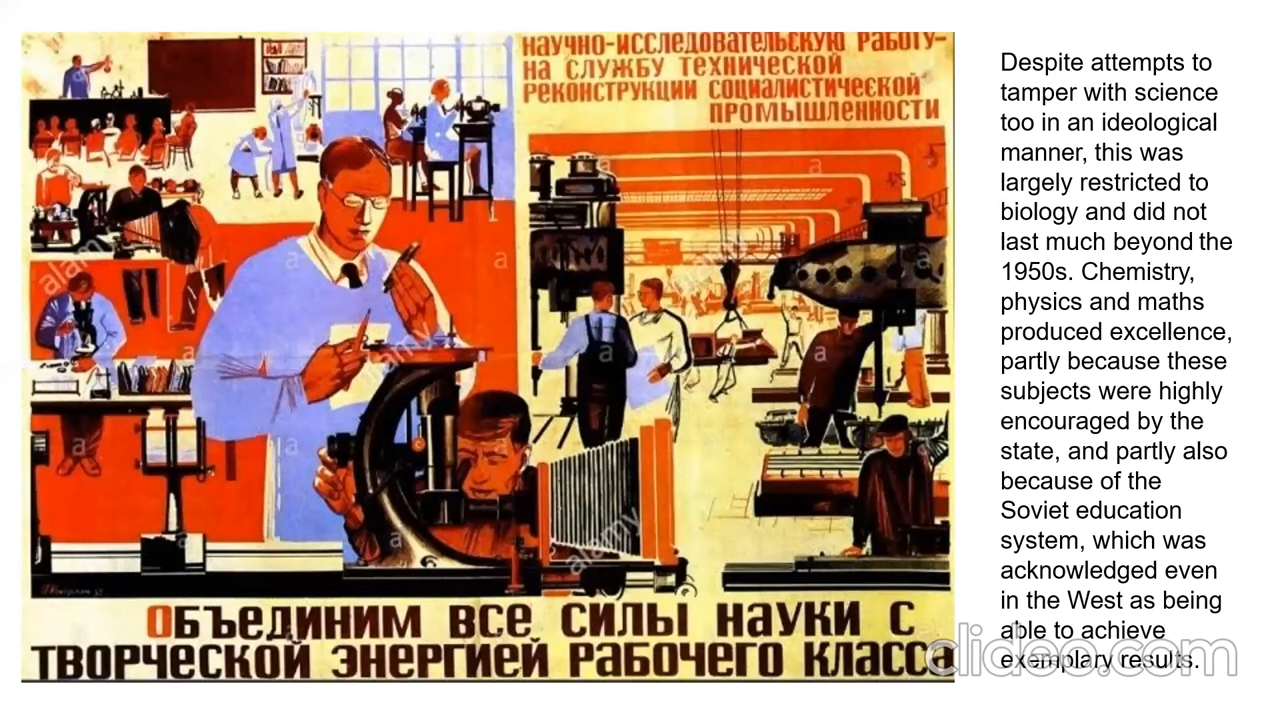 НАУЧНО-ИССЛЕДОВАТЕЛЬСКУЮ РАБОТУ-
НА СЛУЖБУ ТЕХНИЧЕСКОЙ
РЕКОНСТРУКЦИИ СОЦИАЛИСТИЧЕСКОЙ
ПРОМЫШЛЕННОСТИ
ОБЪЕДИНИМ ВСЕ СИЛЫ НАУКИ С
ТВОРЧЕСКОЙ ЭНЕРГИЕЙ РАБОЧЕГО КЛАССА
Despite attempts to
tamper with science
too in an ideological
manner, this was
largely restricted to
biology and did not
last much beyond the
1950s. Chemistry,
physics and maths
produced excellence,
partly because these
subjects were highly
encouraged by the
state, and partly also
because of the
Soviet education
system, which was
acknowledged even
in the West as being
able to achieve
exemplary results.
clideo.com
alamy
alamy
alamy
alamy
a
a
a
a
a
a
a
a
a